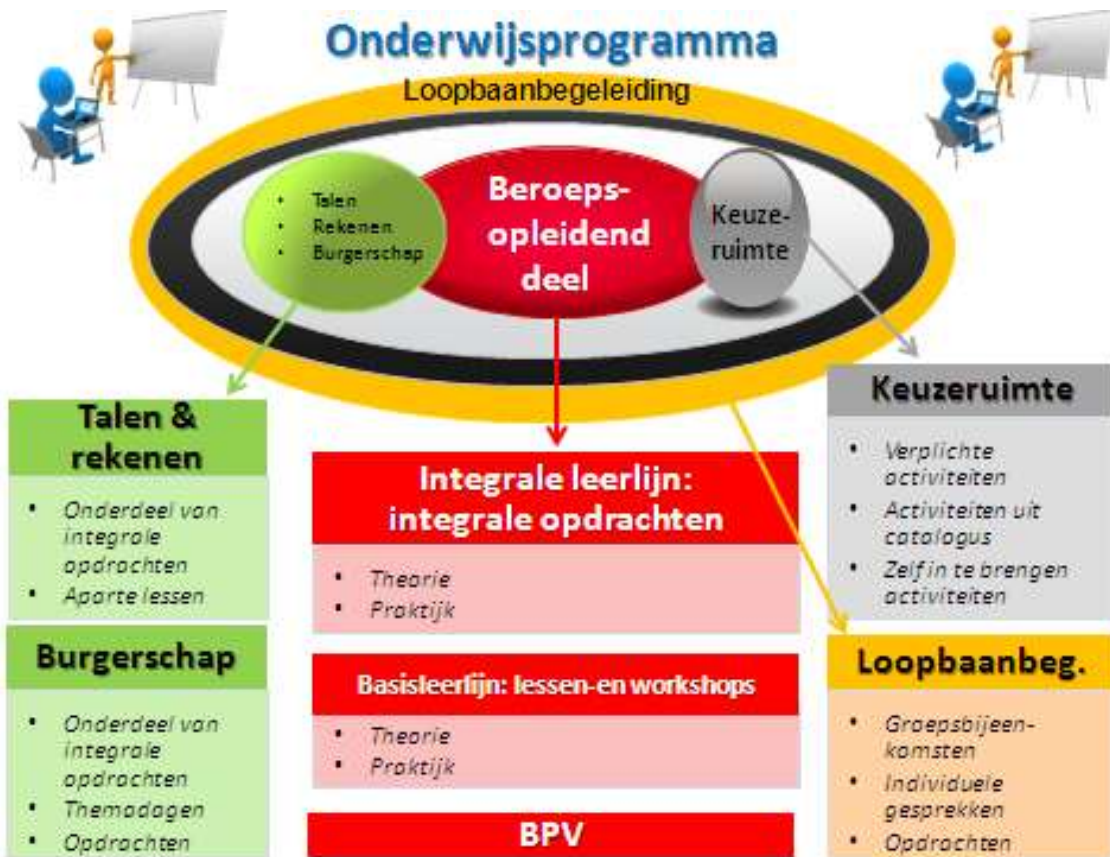 Onderwijsprogramma
Loopbaanbegeleiding
• Talen
• Rekenen
• Burgerschap
Beroeps-
opleidend
deel
Keuze-
ruimte
Talen &
rekenen
• Onderdeel van
integrale
opdrachten
• Aparte lessen
Burgerschap
• Onderdeel van
integrale
opdrachten
• Themadagen
• Opdrachten
Integrale leerlijn:
integrale opdrachten
• Theorie
• Praktijk
Basisleerlijn: lessen-en workshops
• Theorie
• Praktijk
BPV
Keuzeruimte
• Verplichte
activiteiten
• Activiteiten uit
catalogus
• Zelf in te brengen
activiteiten
Loopbaanbeg.
• Groepsbijeen-
komsten
• Individuele
gesprekken
• Opdrachten